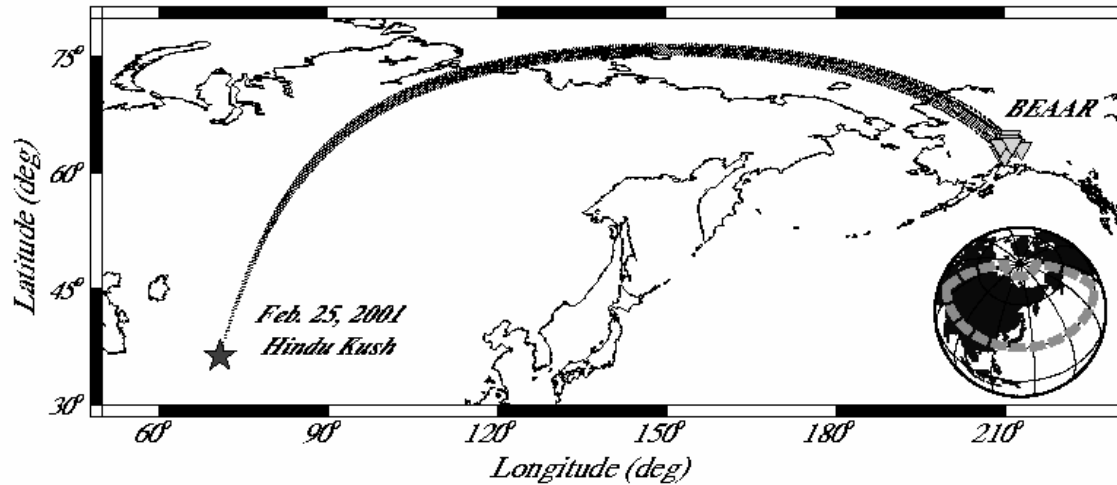 75°
60°
45°
30°
Latitude (deg)
BEAAR
Feb. 25, 2001
Hindu Kush
60° 90° 120° 150° 180° 210°
Longitude (deg)